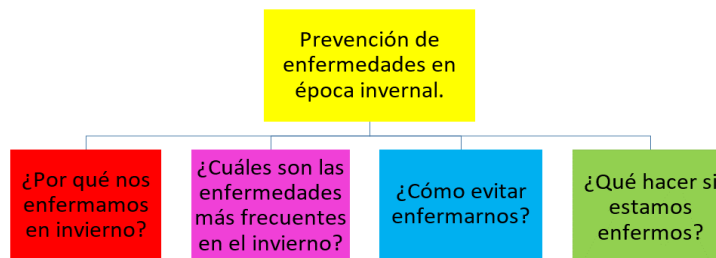 Prevención de
enfermedades en
época invernal.
¿Por qué nos
enfermamos
en invierno?
¿Cuáles son las
enfermedades
más frecuentes
en el invierno?
¿Cómo evitar
enfermarnos?
¿Qué hacer si
estamos
enfermos?